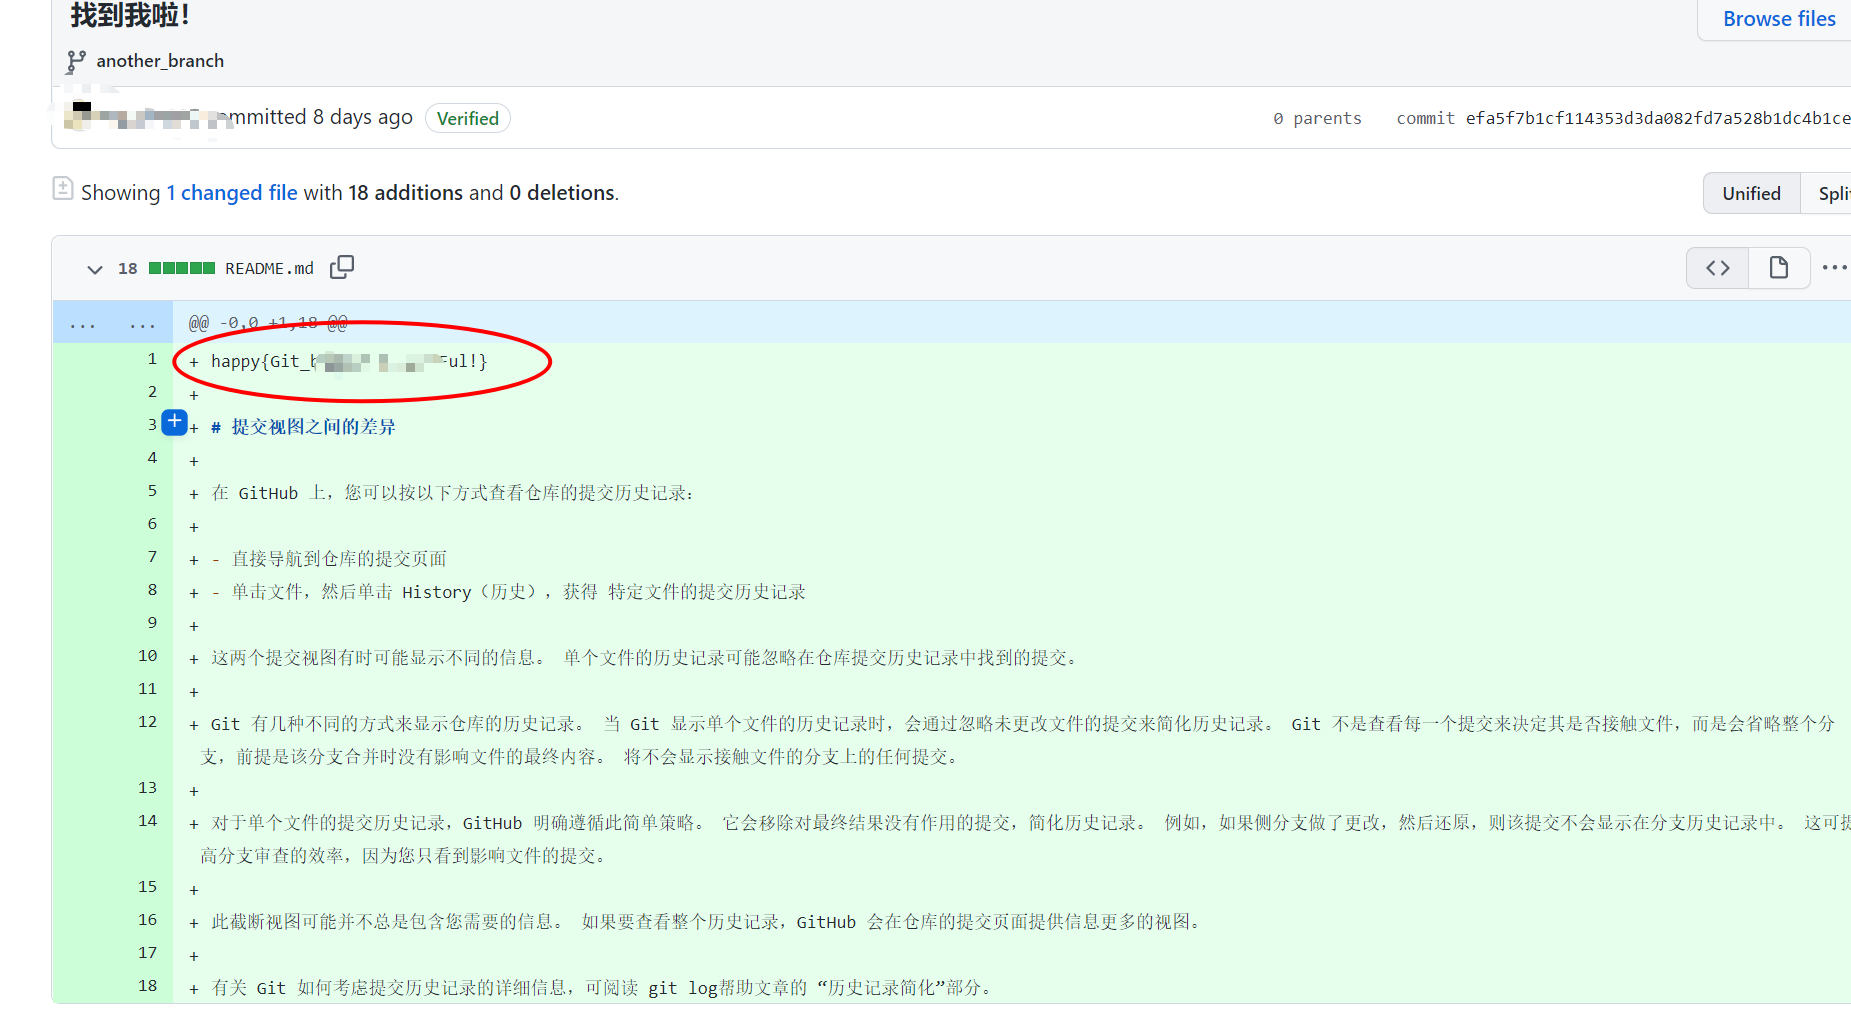 找到我啦！
Browse files
another_branch
committed 8 days ago Verified 0 parents commit efa5f7b1cf114353d3da082fd7a528b1dc4b1ce
Showing 1 changed file with 18 additions and 0 deletions.
Unified Split
18 README.md
... ... @@ -0,0 +1,18 @@
1 + happy{Git_ Ful!}
2 +
3 + # 提交视图之间的差异
4 +
5 + 在 GitHub 上，您可以按以下方式查看仓库的提交历史记录：
6 +
7 + - 直接导航到仓库的提交页面
8 + - 单击文件，然后单击 History（历史），获得 特定文件的提交历史记录
9 +
10 + 这两个提交视图有时可能显示不同的信息。 单个文件的历史记录可能忽略在仓库提交历史记录中找到的提交。
11 +
12 + Git 有几种不同的方式来显示仓库的历史记录。 当 Git 显示单个文件的历史记录时，会通过忽略未更改文件的提交来简化历史记录。 Git 不是查看每一个提交来决定其是否接触文件，而是会省略整个分
支，前提是该分支合并时没有影响文件的最终内容。 将不会显示接触文件的分支上的任何提交。
13 +
14 + 对于单个文件的提交历史记录，GitHub 明确遵循此简单策略。 它会移除对最终结果没有作用的提交，简化历史记录。 例如，如果侧分支做了更改，然后还原，则该提交不会显示在分支历史记录中。 这可提
高分支审查的效率，因为您只看到影响文件的提交。
15 +
16 + 此截断视图可能并不总是包含您需要的信息。 如果要查看整个历史记录，GitHub 会在仓库的提交页面提供信息更多的视图。
17 +
18 + 有关 Git 如何考虑提交历史记录的详细信息，可阅读 git log帮助文章的 “历史记录简化”部分。